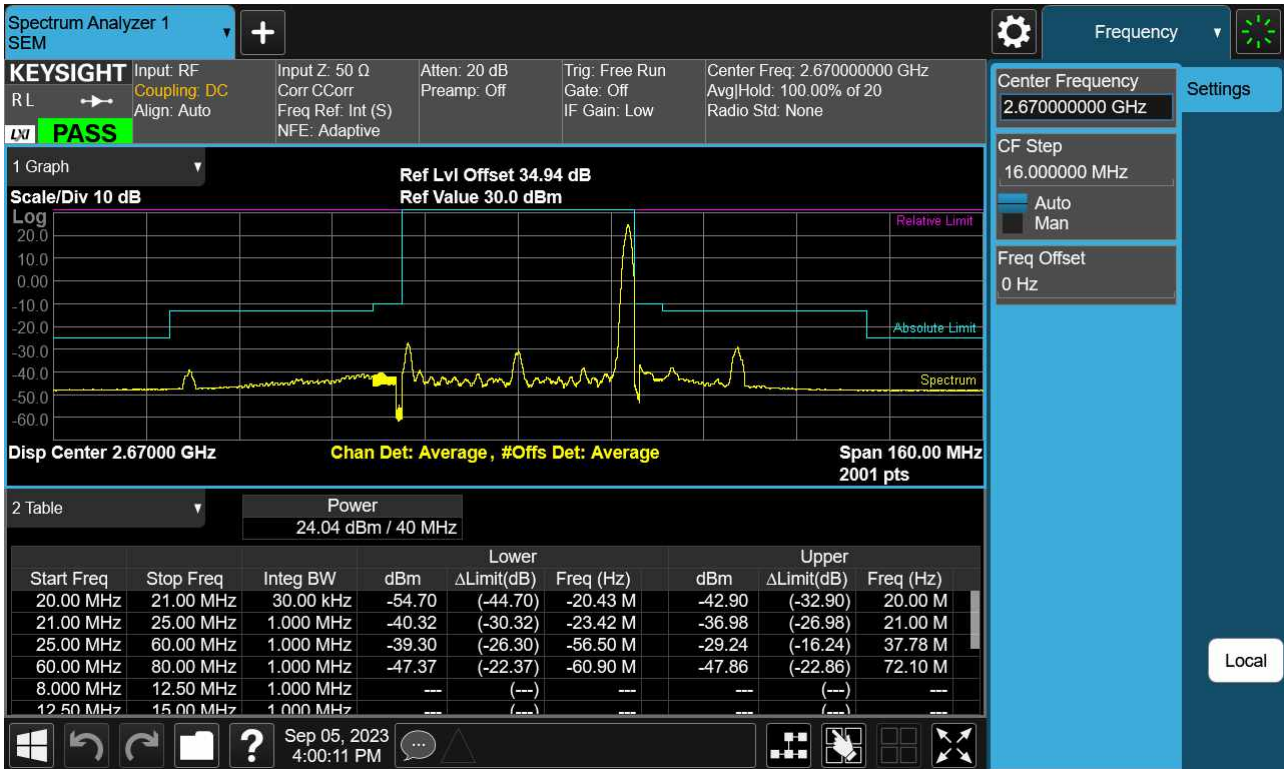 Spectrum Analyzer 1
SEM
+
Frequency
KEYSIGHT
R L
LXI
PASS
Input: RF
Coupling: DC
Align: Auto
Input Z: 50 Ω
Corr CCorr
Freq Ref: Int (S)
NFE: Adaptive
Atten: 20 dB
Preamp: Off
Trig: Free Run
Gate: Off
IF Gain: Low
Center Freq: 2.670000000 GHz
Avg|Hold: 100.00% of 20
Radio Std: None
Center Frequency
2.670000000 GHz
Settings
CF Step
16.000000 MHz
Auto
Man
Freq Offset
0 Hz
Local
1 Graph
Scale/Div 10 dB
Ref Lvl Offset 34.94 dB
Ref Value 30.0 dBm
Log
20.0
10.0
0.00
-10.0
-20.0
-30.0
-40.0
-50.0
-60.0
Relative Limit
Absolute Limit
Spectrum
Disp Center 2.67000 GHz
Chan Det: Average, #Offs Det: Average
Span 160.00 MHz
2001 pts
2 Table
Power
24.04 dBm / 40 MHz
Lower Upper
Start Freq Stop Freq Integ BW dBm ΔLimit(dB) Freq (Hz) dBm ΔLimit(dB) Freq (Hz)
20.00 MHz 21.00 MHz 30.00 kHz -54.70 (-44.70) -20.43 M -42.90 (-32.90) 20.00 M
21.00 MHz 25.00 MHz 1.000 MHz -40.32 (-30.32) -23.42 M -36.98 (-26.98) 21.00 M
25.00 MHz 60.00 MHz 1.000 MHz -39.30 (-26.30) -56.50 M -29.24 (-16.24) 37.78 M
60.00 MHz 80.00 MHz 1.000 MHz -47.37 (-22.37) -60.90 M -47.86 (-22.86) 72.10 M
8.000 MHz 12.50 MHz 1.000 MHz --- (---) --- --- (---) ---
12.50 MHz 15.00 MHz 1.000 MHz --- (---) --- --- (---) ---
?
Sep 05, 2023
4:00:11 PM